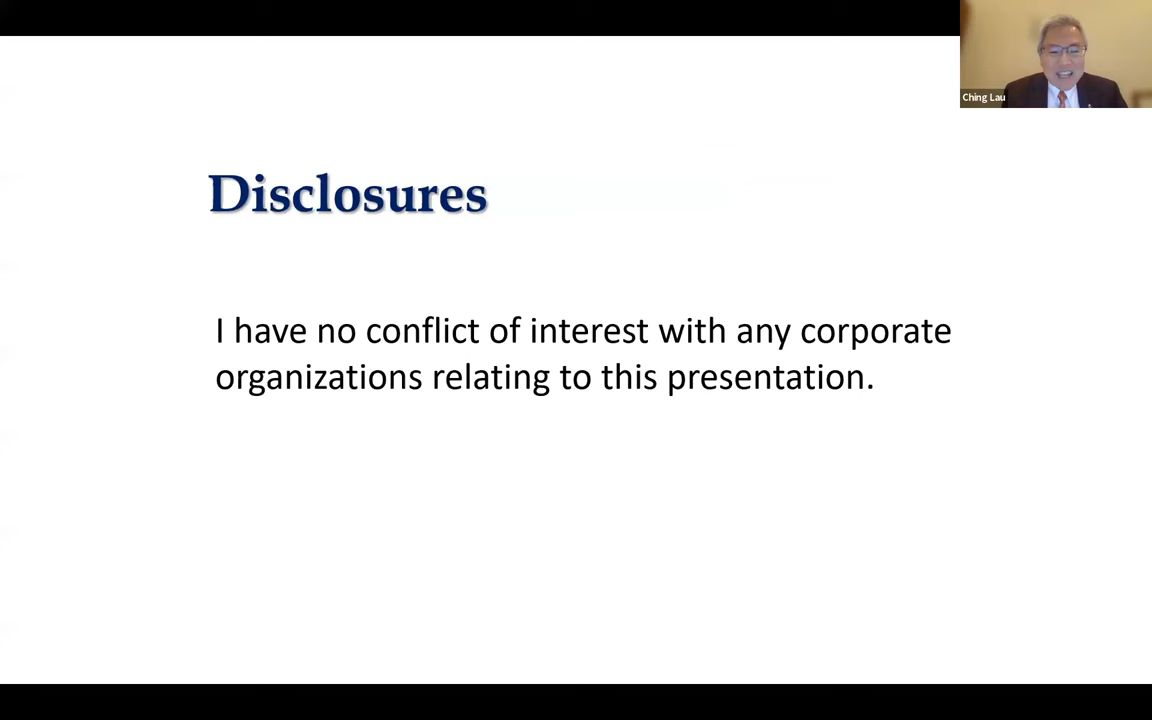 Ching Lau
Disclosures
I have no conflict of interest with any corporate
organizations relating to this presentation.